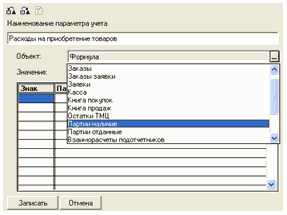 Наименование параметра учета
Расходы на приобретение товаров
Объект: Формула ...
Значение: Заказы
Заказы заявки
Заявки
Касса
Книга покупок
Книга продаж
Остатки ТМЦ
Партии наличие
Партии отданные
Взаиморасчеты подотчетников
Знак Па
Записать Отмена